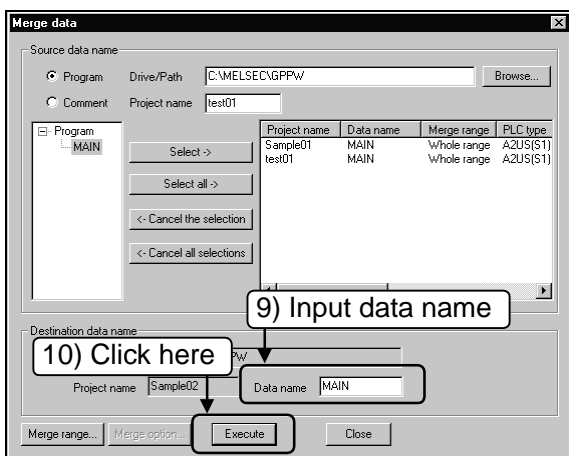 Merge data
Source data name
Program Drive/Path C:\MELSEC\GPPW Browse...
Comment Project name test01
Program
MAIN
Select ->
Select all ->
<- Cancel the selection
<- Cancel all selections
Project name Data name Merge range PLC type
Sample01 MAIN Whole range A2US(S1)
test01 MAIN Whole range A2US(S1)
9) Input data name
Destination data name
10) Click here
Project name Sample02 Data name MAIN
Merge range... Merge option... Execute Close